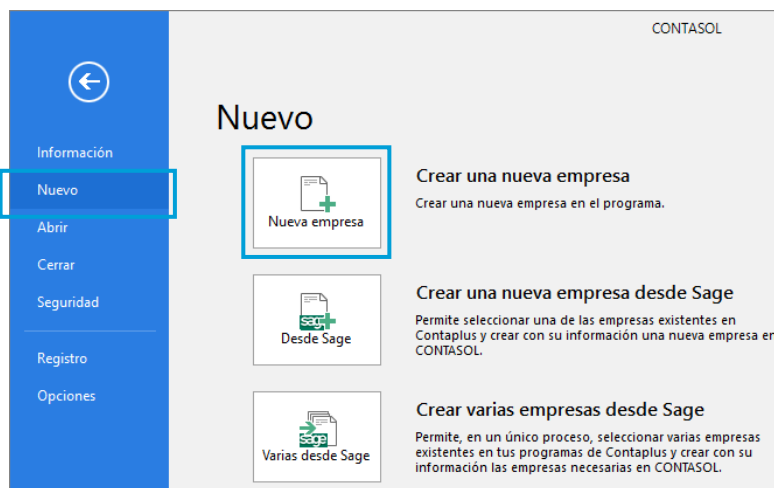 CONTASOL
Información
Nuevo
Abrir
Cerrar
Seguridad
Registro
Opciones
Nuevo
Nueva empresa
Crear una nueva empresa
Crear una nueva empresa en el programa.
sage
Desde Sage
Crear una nueva empresa desde Sage
Permite seleccionar una de las empresas existentes en
Contaplus y crear con su información una nueva empresa en
CONTASOL.
sage
Varias desde Sage
Crear varias empresas desde Sage
Permite, en un único proceso, seleccionar varias empresas
existentes en tus programas de Contaplus y crear con su
información las empresas necesarias en CONTASOL.